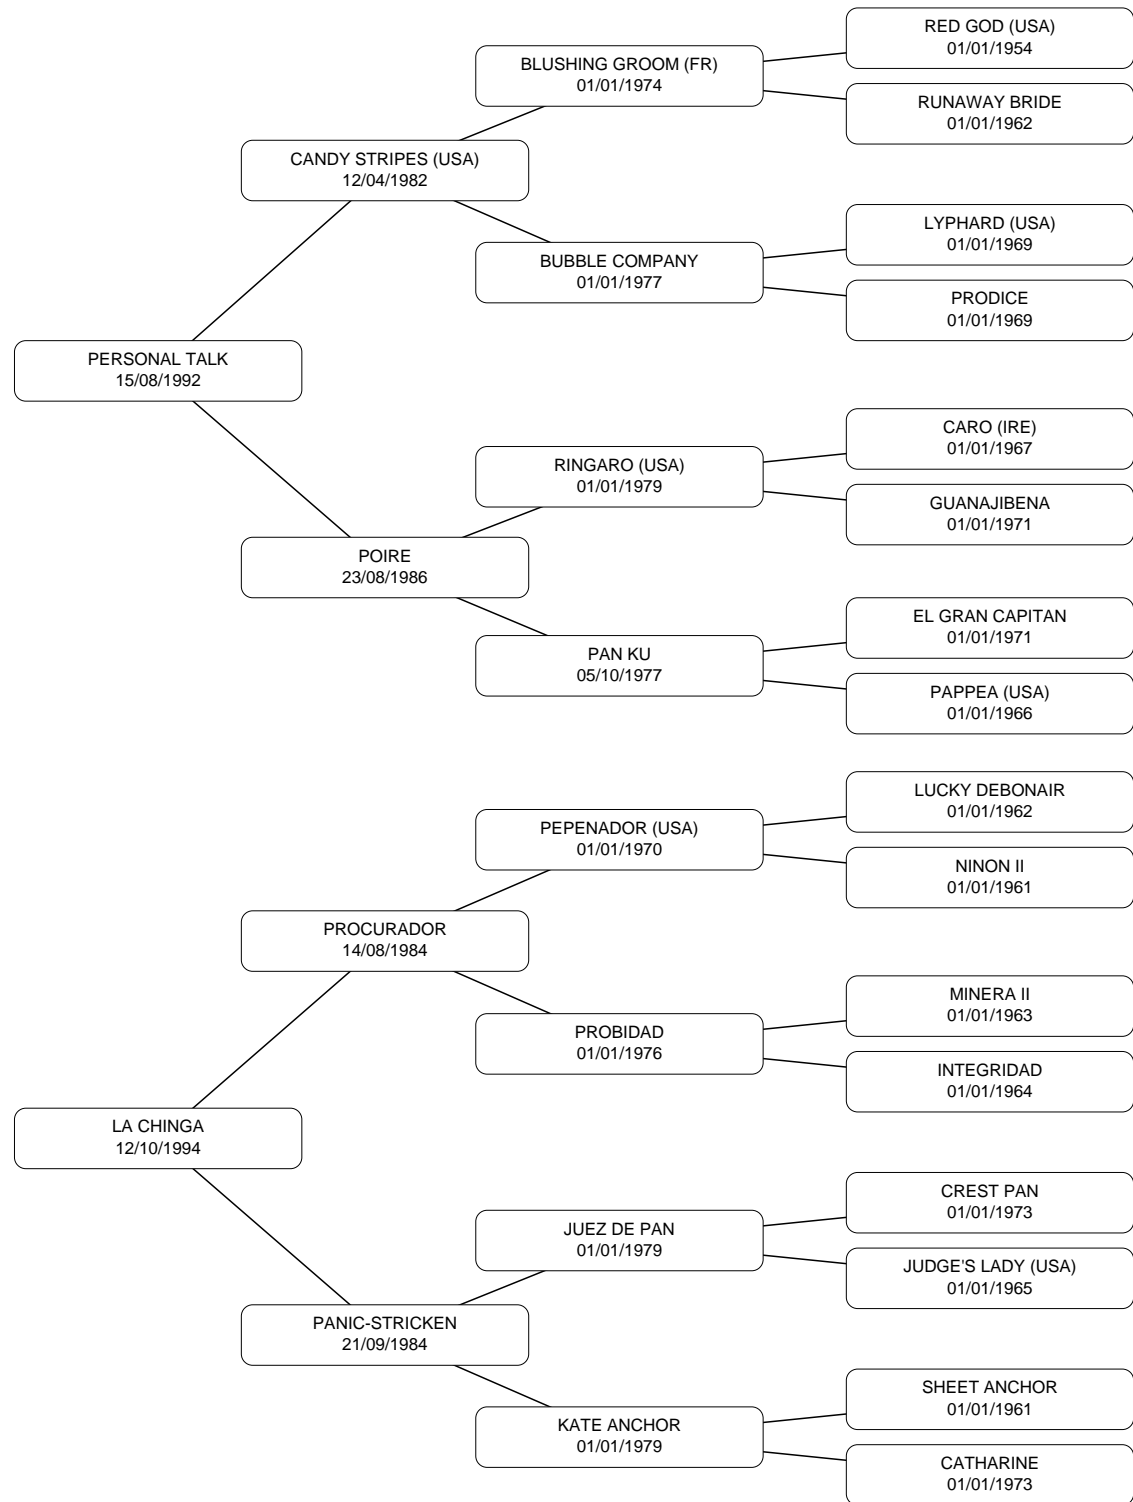 RED GOD (USA)
01/01/1954
BLUSHING GROOM (FR)
01/01/1974
RUNAWAY BRIDE
01/01/1962
CANDY STRIPES (USA)
12/04/1982
LYPHARD (USA)
01/01/1969
BUBBLE COMPANY
01/01/1977
PRODICE
01/01/1969
PERSONAL TALK
15/08/1992
CARO (IRE)
01/01/1967
RINGARO (USA)
01/01/1979
GUANAJIBENA
01/01/1971
POIRE
23/08/1986
EL GRAN CAPITAN
01/01/1971
PAN KU
05/10/1977
PAPPEA (USA)
01/01/1966
LUCKY DEBONAIR
01/01/1962
PEPENADOR (USA)
01/01/1970
NINON II
01/01/1961
PROCURADOR
14/08/1984
MINERA II
01/01/1963
PROBIDAD
01/01/1976
INTEGRIDAD
01/01/1964
LA CHINGA
12/10/1994
CREST PAN
01/01/1973
JUEZ DE PAN
01/01/1979
JUDGE'S LADY (USA)
01/01/1965
PANIC-STRICKEN
21/09/1984
SHEET ANCHOR
01/01/1961
KATE ANCHOR
01/01/1979
CATHARINE
01/01/1973